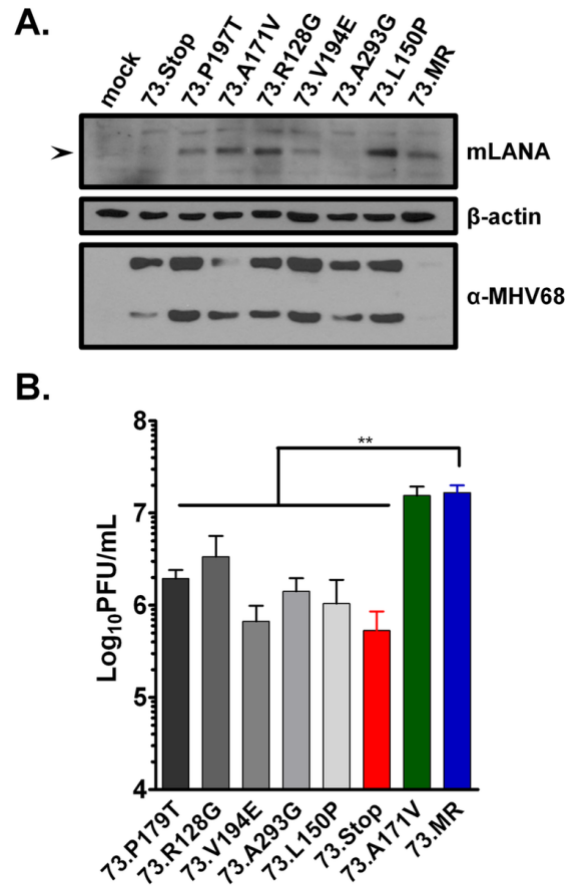 A.
mock 73.Stop 73.P197T 73.A171V 73.R128G 73.V194E 73.A293G 73.L150P 73.MR
mLANA
β-actin
α-MHV68
B.
**
8
7
6
5
4
Log10PFU/mL
73.P179T 73.R128G 73.V194E 73.A293G 73.L150P 73.Stop 73.A171V 73.MR